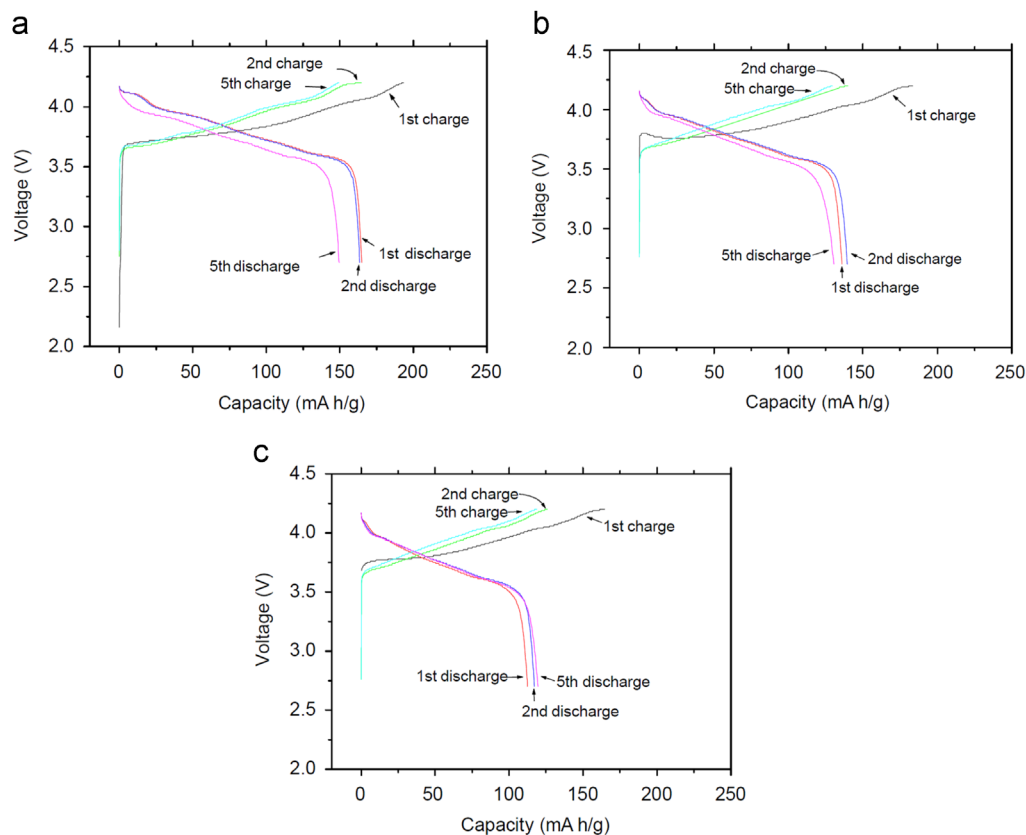 a
4.5
4.0
3.5
3.0
2.5
2.0
Voltage (V)
2nd charge
5th charge
1st charge
1st discharge
5th discharge
2nd discharge
0
50
100
150
200
250
Capacity (mA h/g)
b
4.5
4.0
3.5
3.0
2.5
2.0
Voltage (V)
2nd charge
5th charge
1st charge
5th discharge
2nd discharge
1st discharge
0
50
100
150
200
250
Capacity (mA h/g)
c
4.5
4.0
3.5
3.0
2.5
2.0
Voltage (V)
2nd charge
5th charge
1st charge
1st discharge
5th discharge
2nd discharge
0
50
100
150
200
250
Capacity (mA h/g)